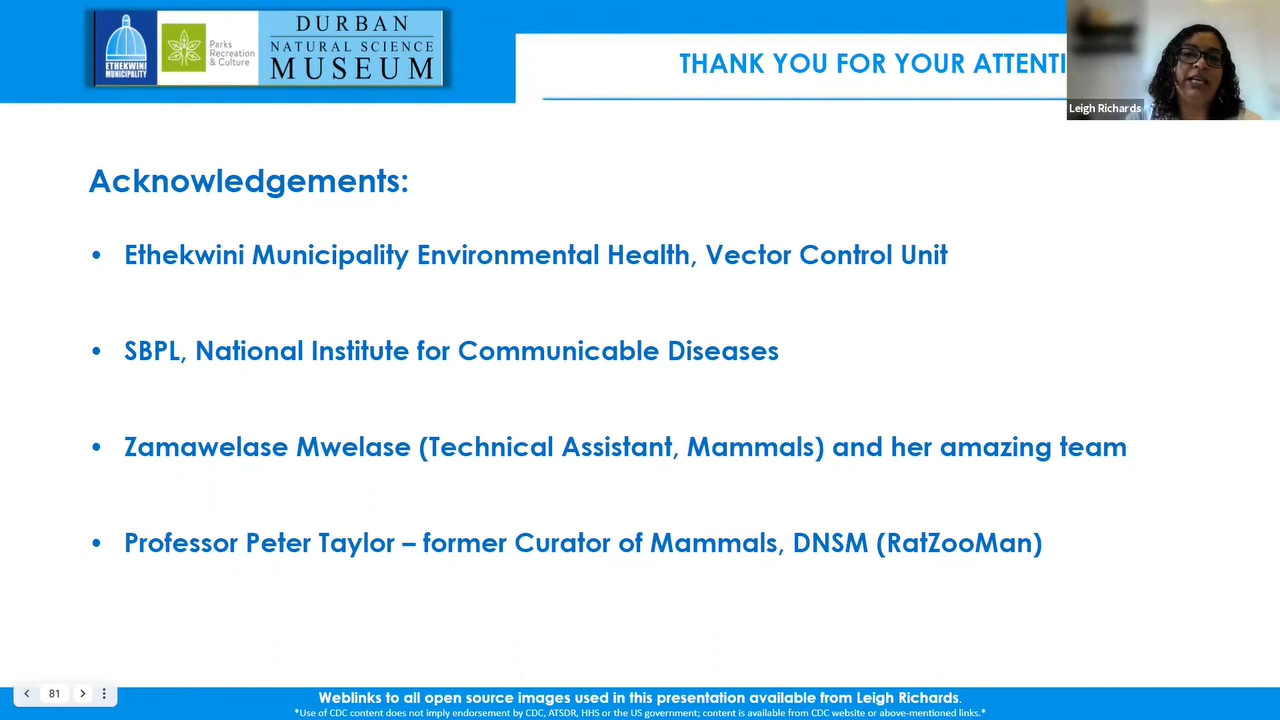 ETHEKWINI
MUNICIPALITY
Parks
Recreation
& Culture
DURBAN
NATURAL SCIENCE
MUSEUM
THANK YOU FOR YOUR ATTENTI
Leigh Richards
Acknowledgements:
• Ethekwini Municipality Environmental Health, Vector Control Unit
• SBPL, National Institute for Communicable Diseases
• Zamawelase Mwelase (Technical Assistant, Mammals) and her amazing team
• Professor Peter Taylor – former Curator of Mammals, DNSM (RatZooMan)
81
Weblinks to all open source images used in this presentation available from Leigh Richards.
*Use of CDC content does not imply endorsement by CDC, ATSDR, HHS or the US government; content is available from CDC website or above-mentioned links.*